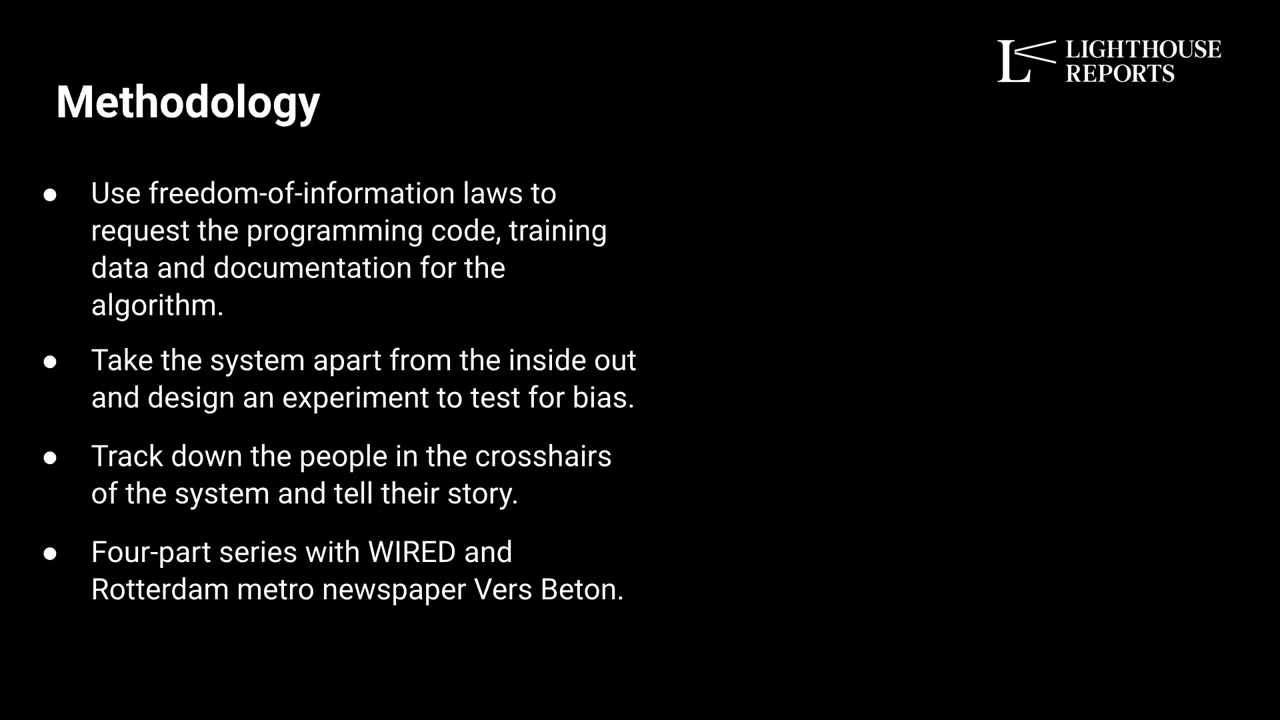 LIGHTHOUSE
REPORTS
Methodology
● Use freedom-of-information laws to
request the programming code, training
data and documentation for the
algorithm.
● Take the system apart from the inside out
and design an experiment to test for bias.
● Track down the people in the crosshairs
of the system and tell their story.
● Four-part series with WIRED and
Rotterdam metro newspaper Vers Beton.